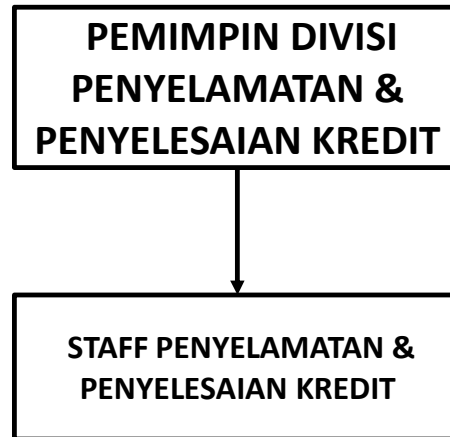 PEMIMPIN DIVISI
PENYELAMATAN &
PENYELESAIAN KREDIT
STAFF PENYELAMATAN &
PENYELESAIAN KREDIT